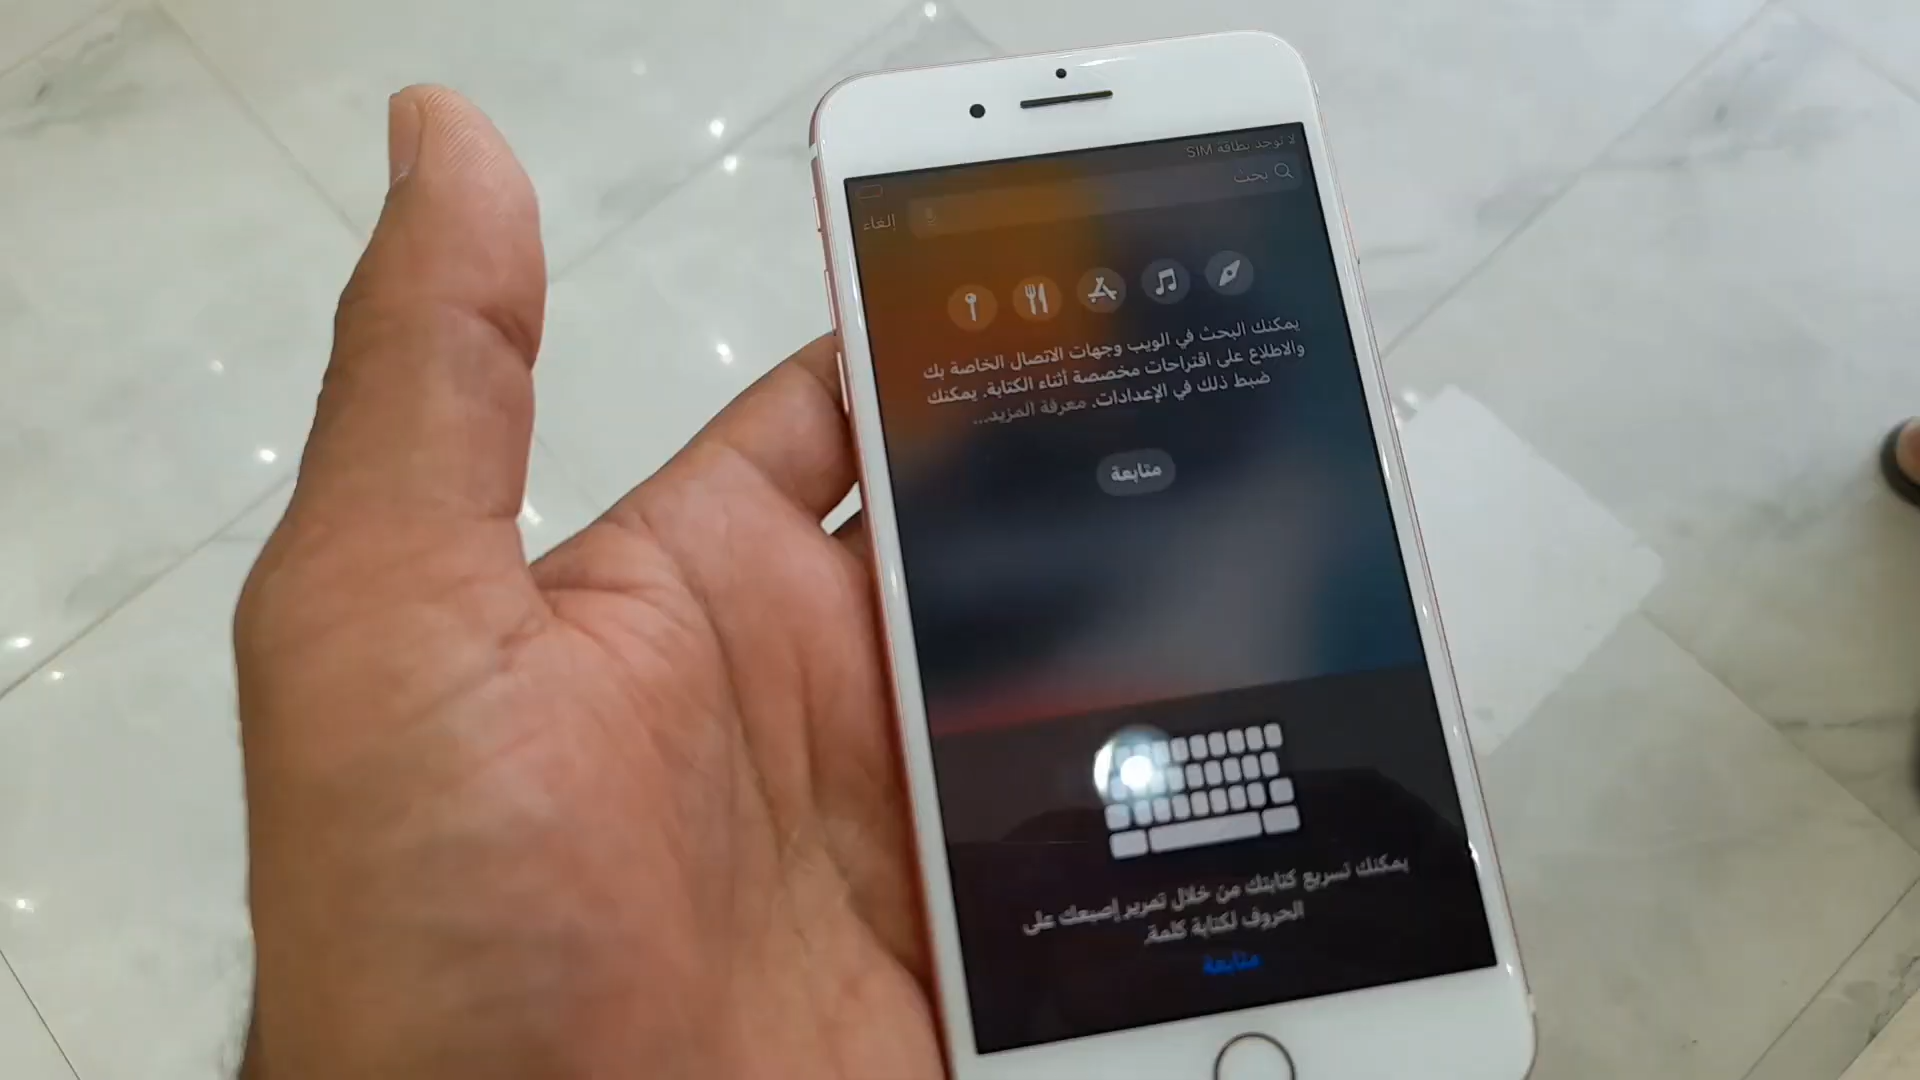 لا توجد بطاقة SIM
بحث
إلغاء
يمكنك البحث في الويب وجهات الاتصال الخاصة بك
والاطلاع على اقتراحات مخصصة أثناء الكتابة. يمكنك
ضبط ذلك في الإعدادات. معرفة المزيد...
متابعة
يمكنك تسريع كتابتك من خلال تمرير إصبعك على
الحروف لكتابة كلمة.
متابعة